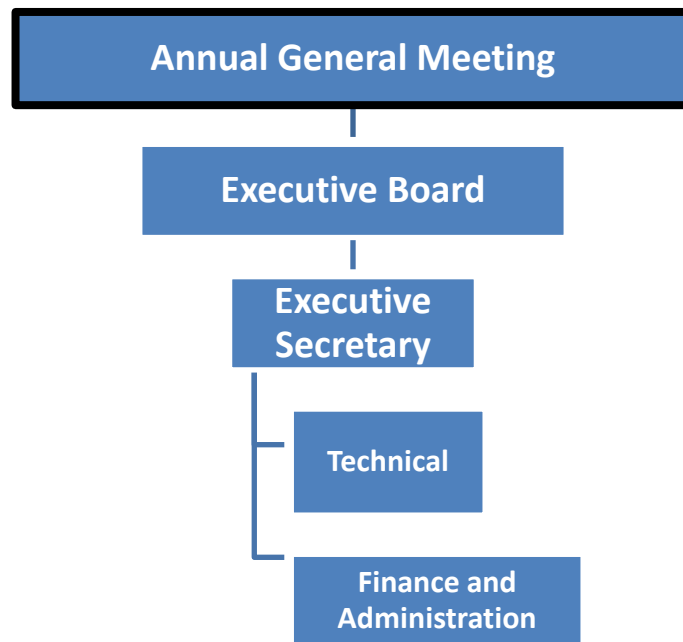 Annual General Meeting
Executive Board
Executive
Secretary
Technical
Finance and
Administration